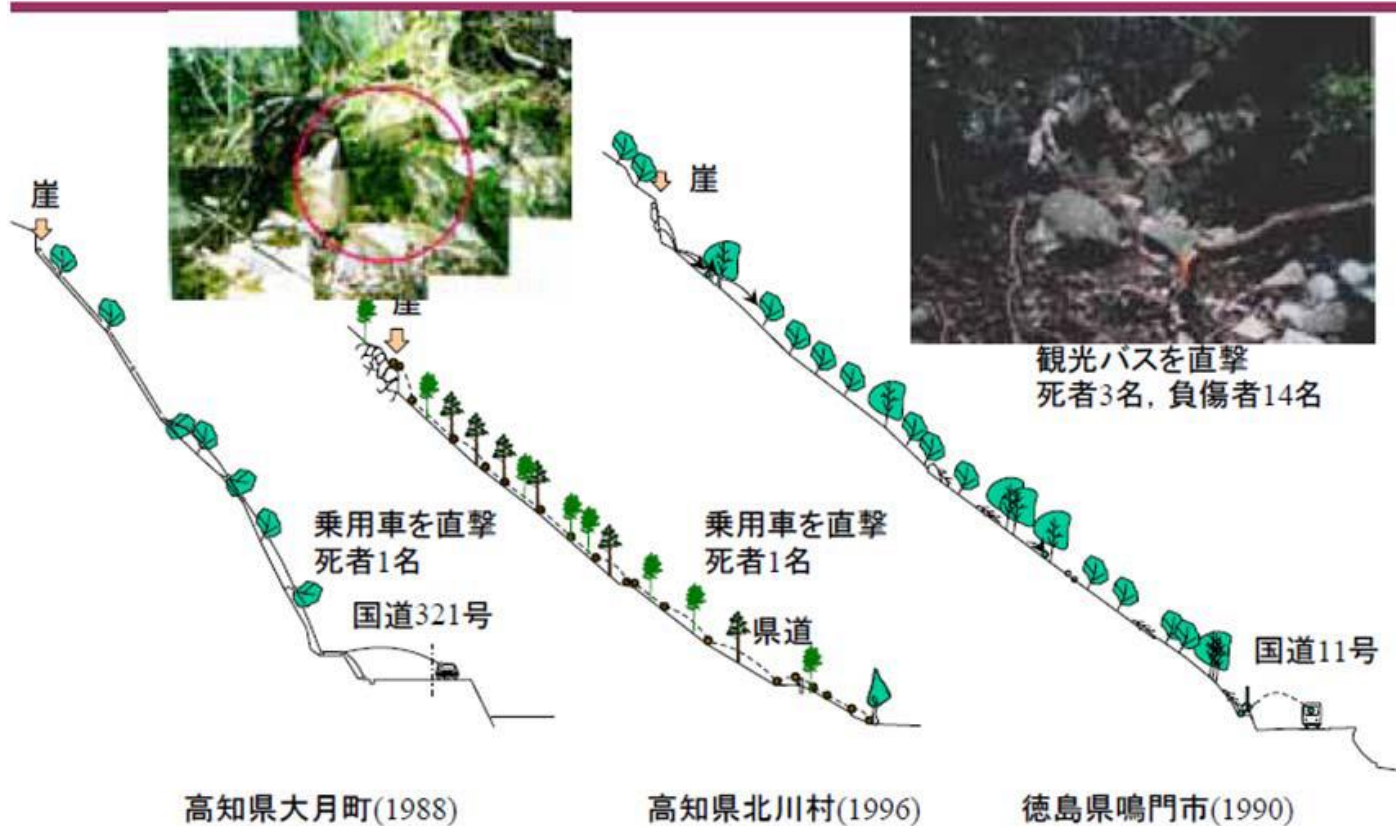 崖
乗用車を直撃
死者1名
国道321号
高知県大月町(1988)
崖
乗用車を直撃
死者1名
県道
高知県北川村(1996)
崖
観光バスを直撃
死者3名, 負傷者14名
国道11号
徳島県鳴門市(1990)